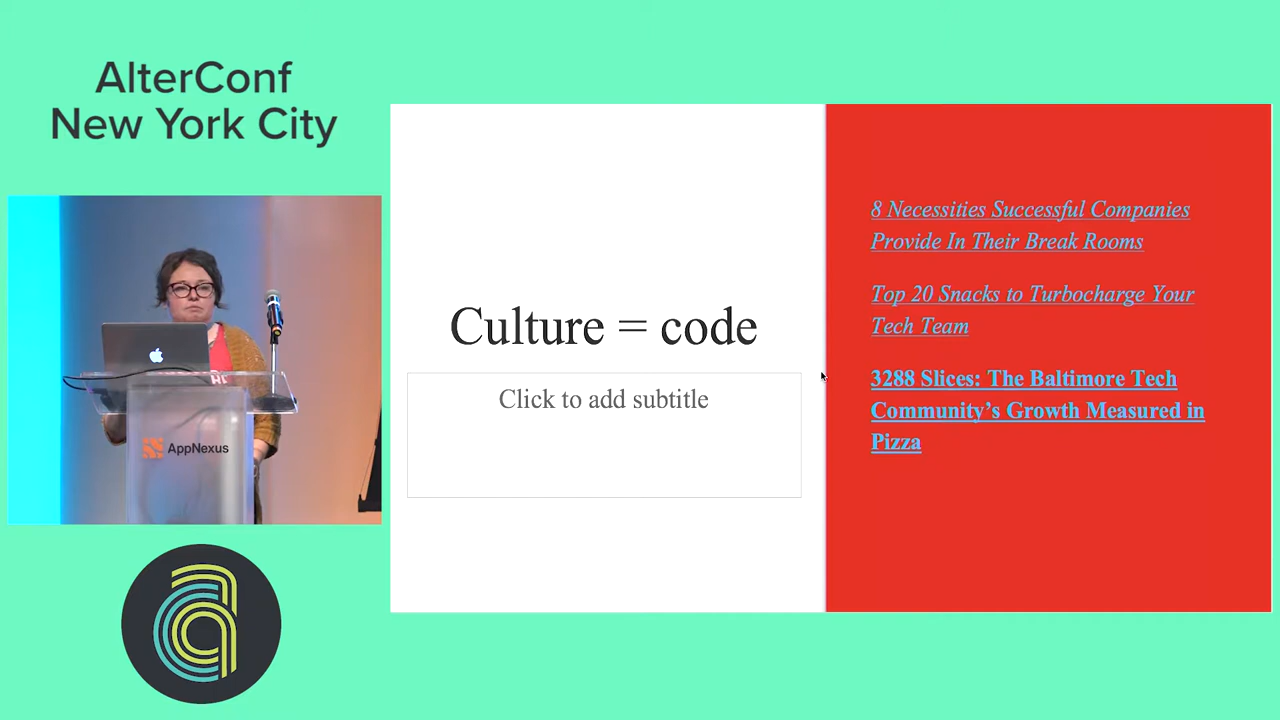 AlterConf
New York City
AppNexus
Culture = code
Click to add subtitle
8 Necessities Successful Companies
Provide In Their Break Rooms
Top 20 Snacks to Turbocharge Your
Tech Team
3288 Slices: The Baltimore Tech
Community’s Growth Measured in
Pizza